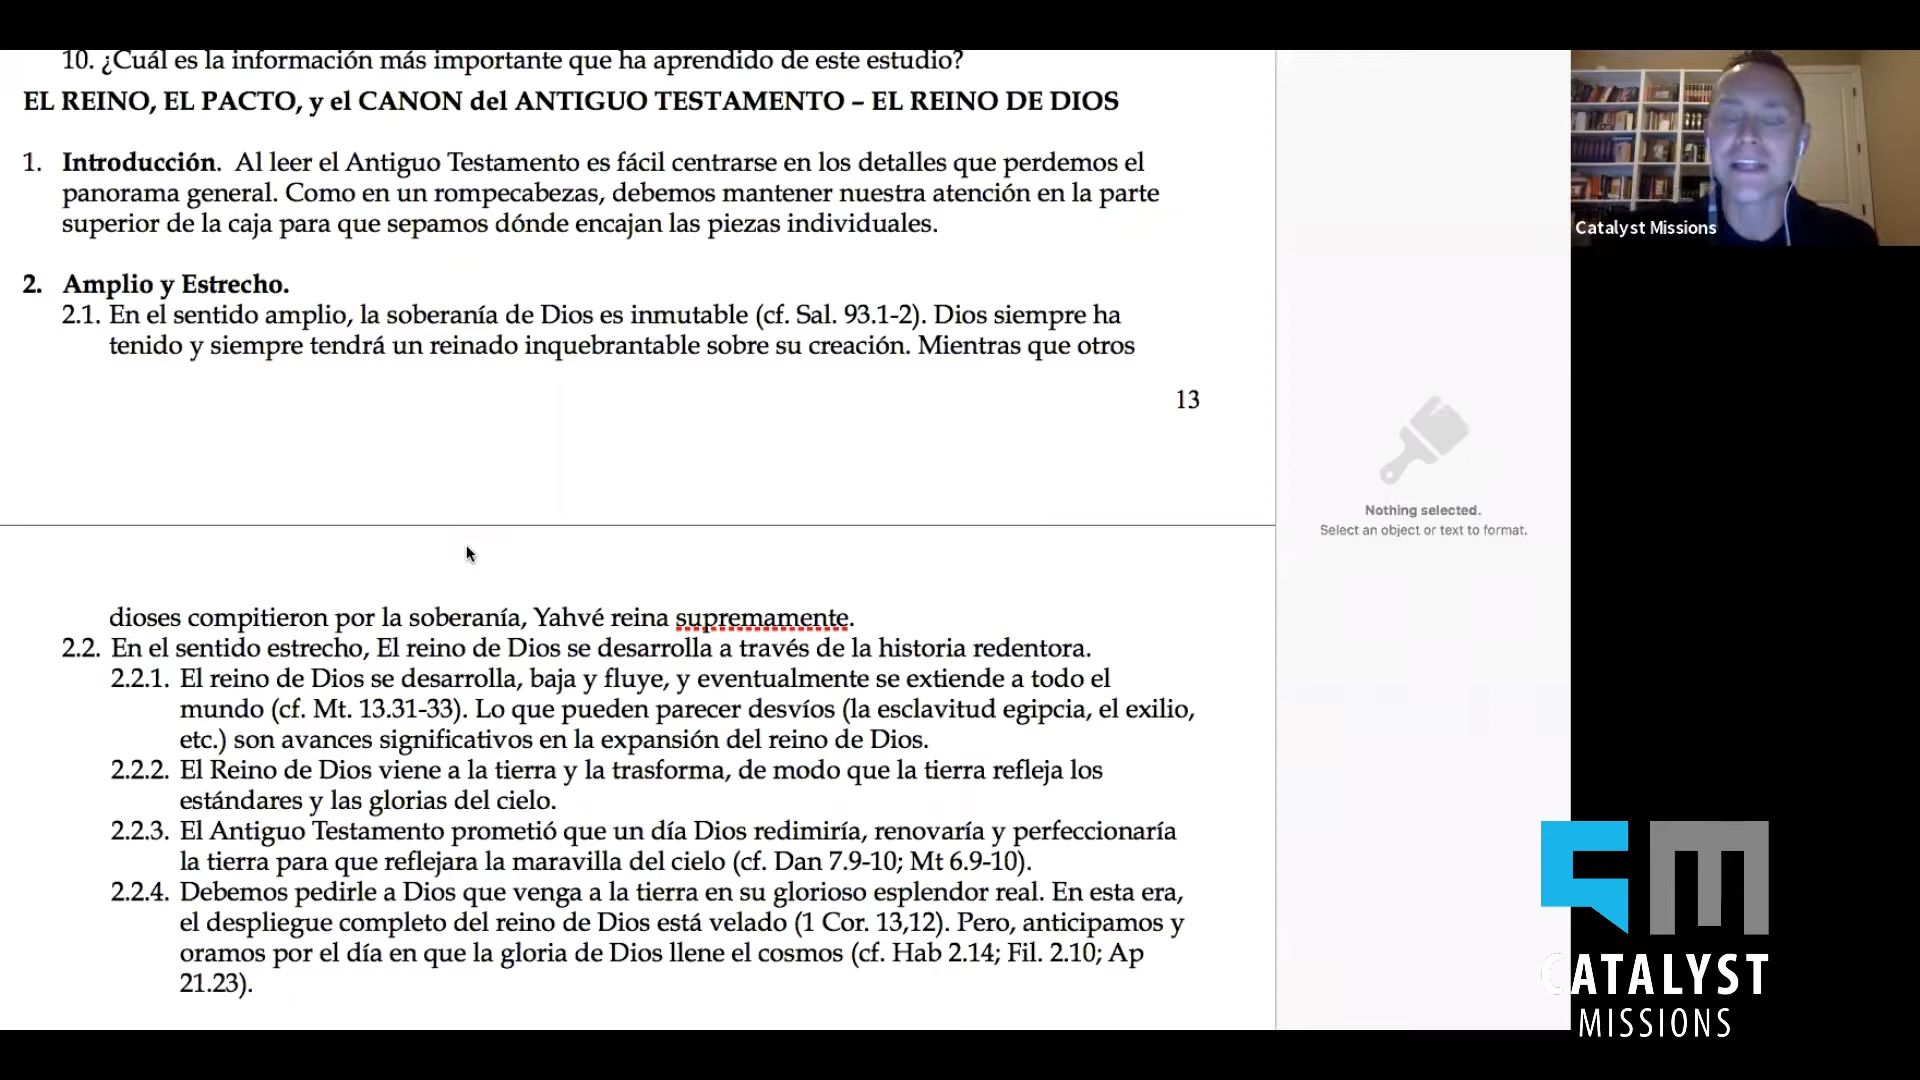 10. ¿Cuál es la información más importante que ha aprendido de este estudio?
EL REINO, EL PACTO, y el CANON del ANTIGUO TESTAMENTO – EL REINO DE DIOS
1. Introducción. Al leer el Antiguo Testamento es fácil centrarse en los detalles que perdemos el
panorama general. Como en un rompecabezas, debemos mantener nuestra atención en la parte
superior de la caja para que sepamos dónde encajan las piezas individuales.
2. Amplio y Estrecho.
2.1. En el sentido amplio, la soberanía de Dios es inmutable (cf. Sal. 93.1-2). Dios siempre ha
tenido y siempre tendrá un reinado inquebrantable sobre su creación. Mientras que otros
13
dioses compitieron por la soberanía, Yahvé reina supremamente.
2.2. En el sentido estrecho, El reino de Dios se desarrolla a través de la historia redentora.
2.2.1. El reino de Dios se desarrolla, baja y fluye, y eventualmente se extiende a todo el
mundo (cf. Mt. 13.31-33). Lo que pueden parecer desvíos (la esclavitud egipcia, el exilio,
etc.) son avances significativos en la expansión del reino de Dios.
2.2.2. El Reino de Dios viene a la tierra y la trasforma, de modo que la tierra refleja los
estándares y las glorias del cielo.
2.2.3. El Antiguo Testamento prometió que un día Dios redimiría, renovaría y perfeccionaría
la tierra para que reflejara la maravilla del cielo (cf. Dan 7.9-10; Mt 6.9-10).
2.2.4. Debemos pedirle a Dios que venga a la tierra en su glorioso esplendor real. En esta era,
el despliegue completo del reino de Dios está velado (1 Cor. 13,12). Pero, anticipamos y
oramos por el día en que la gloria de Dios llene el cosmos (cf. Hab 2.14; Fil. 2.10; Ap
21.23).
Nothing selected.
Select an object or text to format.
Catalyst Missions
CATALYST
MISSIONS